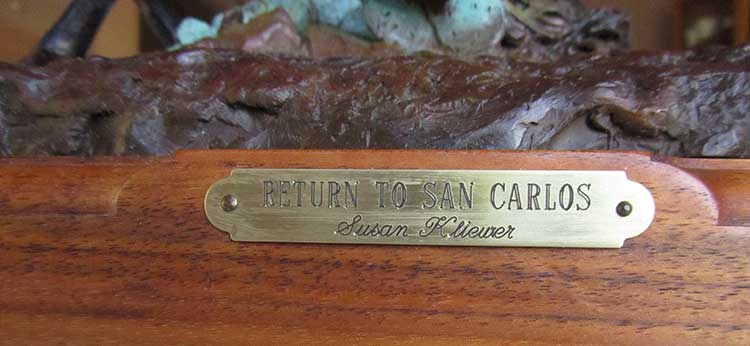 RETURN TO SAN CARLOS
Susan Kliewer